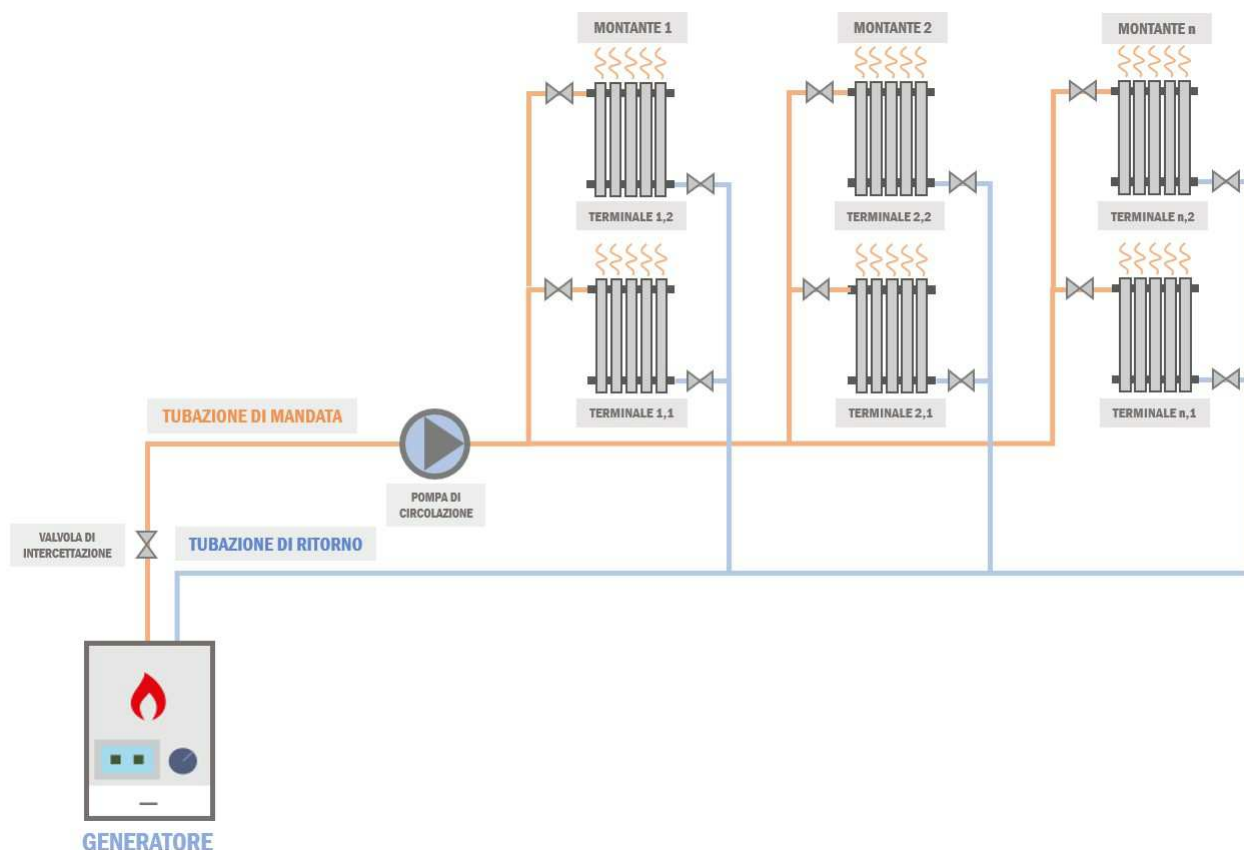 MONTANTE 1
MONTANTE 2
MONTANTE n
TERMINALE 1,2
TERMINALE 2,2
TERMINALE n,2
TERMINALE 1,1
TERMINALE 2,1
TERMINALE n,1
TUBAZIONE DI MANDATA
POMPA DI
CIRCOLAZIONE
VALVOLA DI
INTERCETTAZIONE
TUBAZIONE DI RITORNO
GENERATORE